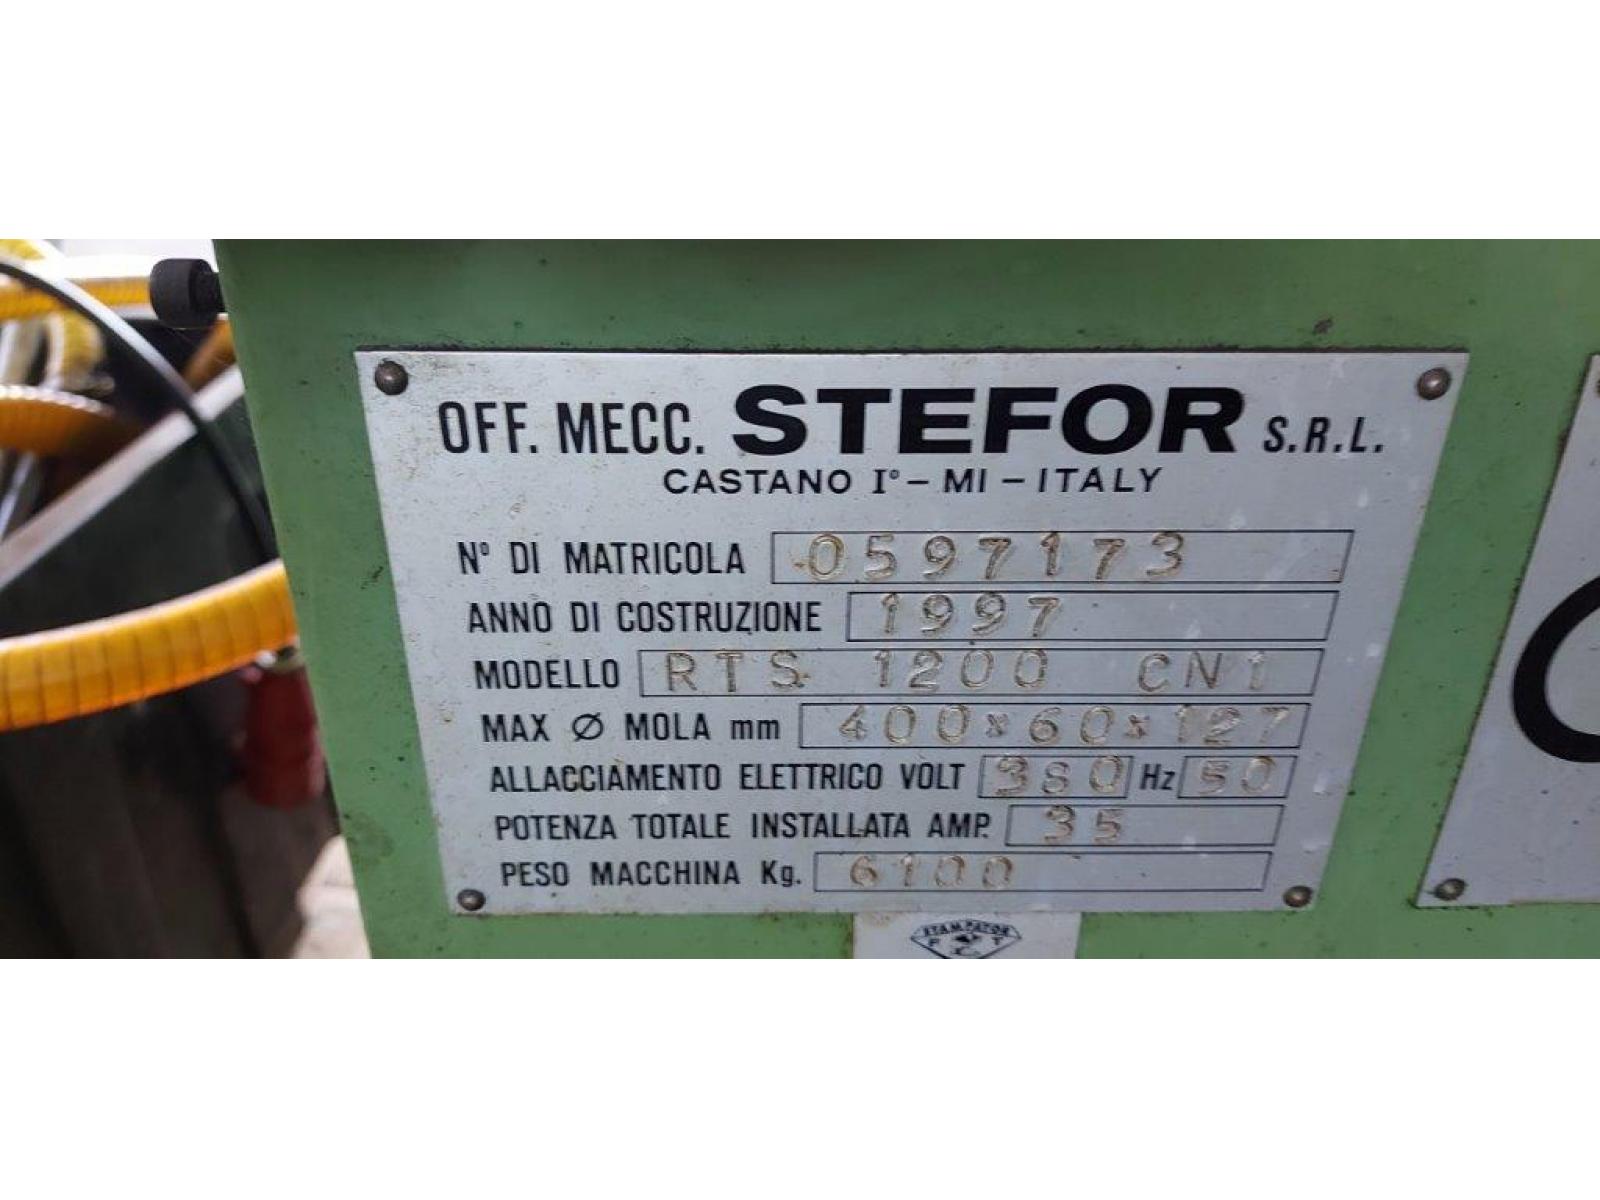 OFF. MECC. STEFOR S.R.L.
CASTANO I° - MI - ITALY
N° DI MATRICOLA 0597173
ANNO DI COSTRUZIONE 1997
MODELLO RTS 1200 CN1
MAX Ø MOLA mm 400x60x127
ALLACCIAMENTO ELETTRICO VOLT 380 Hz 50
POTENZA TOTALE INSTALLATA AMP. 35
PESO MACCHINA Kg. 6100
STAMPATOR
P T